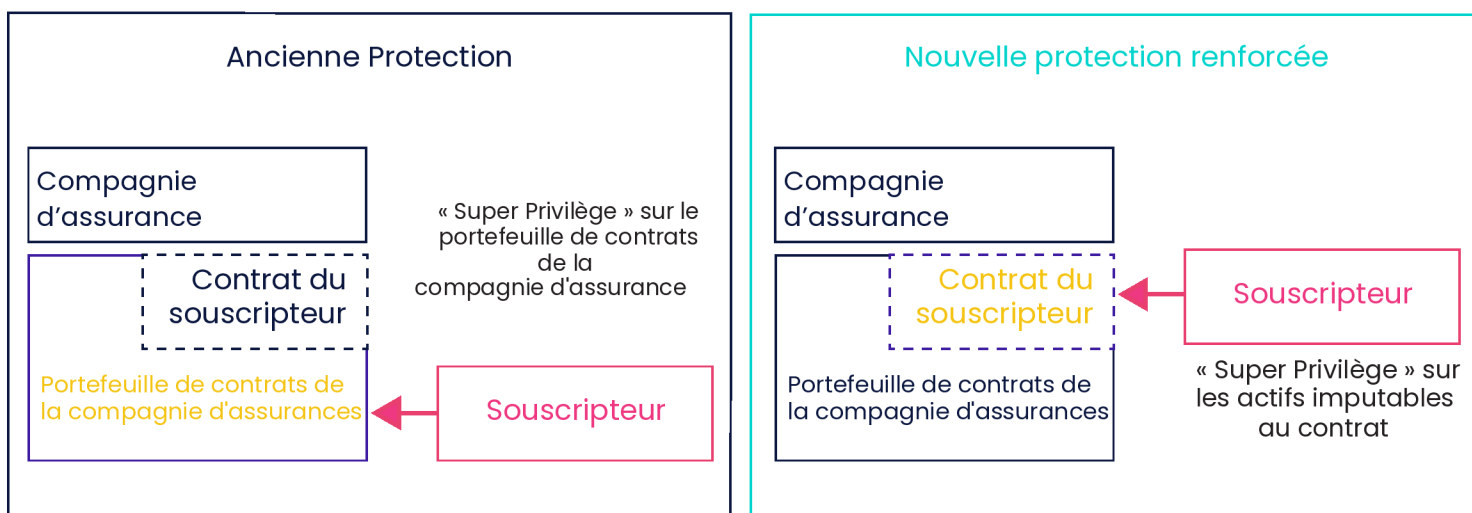 Ancienne Protection
Compagnie
d’assurance
« Super Privilège » sur le
portefeuille de contrats
de la
compagnie d'assurance
Contrat du
souscripteur
Portefeuille de contrats de
la compagnie d'assurances
Souscripteur
Nouvelle protection renforcée
Compagnie
d’assurance
Contrat du
souscripteur
Souscripteur
« Super Privilège » sur
les actifs imputables
au contrat
Portefeuille de contrats de
la compagnie d'assurances